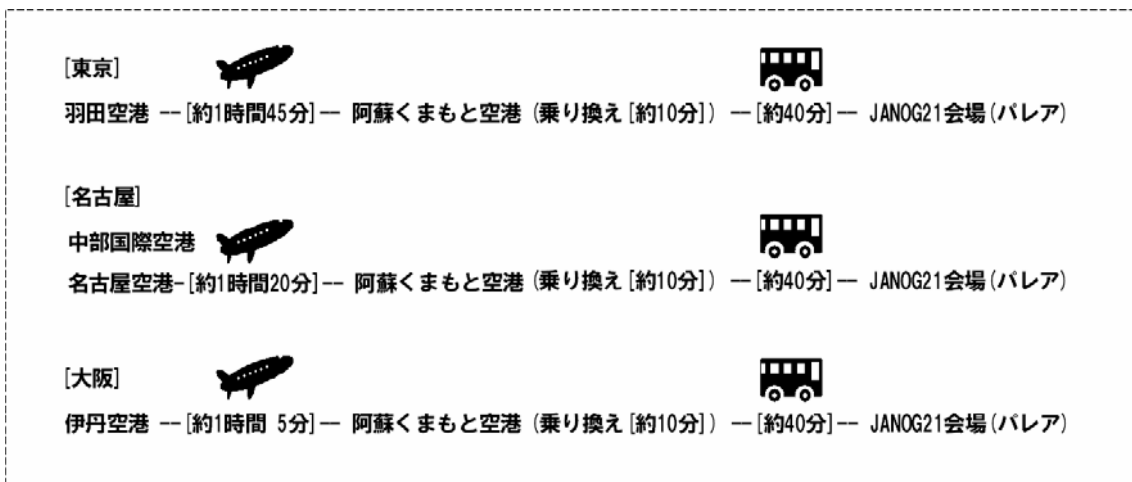 [東京]
羽田空港 --[約1時間45分]-- 阿蘇くまもと空港 (乗り換え [約10分]) --[約40分]-- JANOG21会場(パレア)
[名古屋]
中部国際空港
名古屋空港-[約1時間20分]-- 阿蘇くまもと空港 (乗り換え [約10分]) --[約40分]-- JANOG21会場(パレア)
[大阪]
伊丹空港 --[約1時間 5分]-- 阿蘇くまもと空港 (乗り換え [約10分]) --[約40分]-- JANOG21会場(パレア)